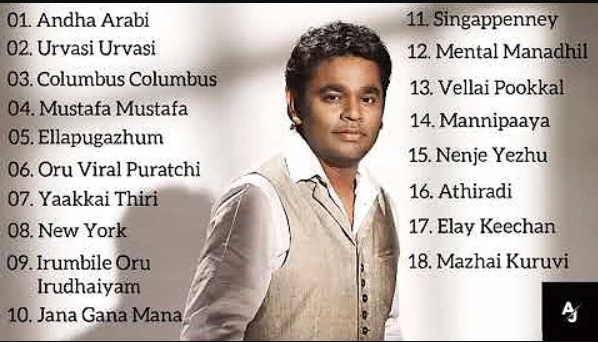 01. Andha Arabi
02. Urvasi Urvasi
03. Columbus Columbus
04. Mustafa Mustafa
05. Ellapugazhum
06. Oru Viral Puratchi
07. Yaakkai Thiri
08. New York
09. Irumbile Oru
Irudhaiyam
10. Jana Gana Mana
11. Singappenney
12. Mental Manadhil
13. Vellai Pookkal
14. Mannipaaya
15. Nenje Yezhu
16. Athiradi
17. Elay Keechan
18. Mazhai Kuruvi
AJ